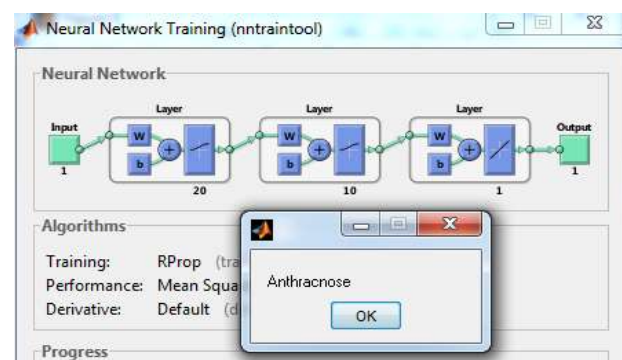 Neural Network Training (nntraintool)
Neural Network
Layer Layer Layer
Input W W W Output
b b b
1 20 10 1 1
Algorithms
Training: RProp
Performance: Mean
Derivative: Default
Anthracnose
OK
Progress